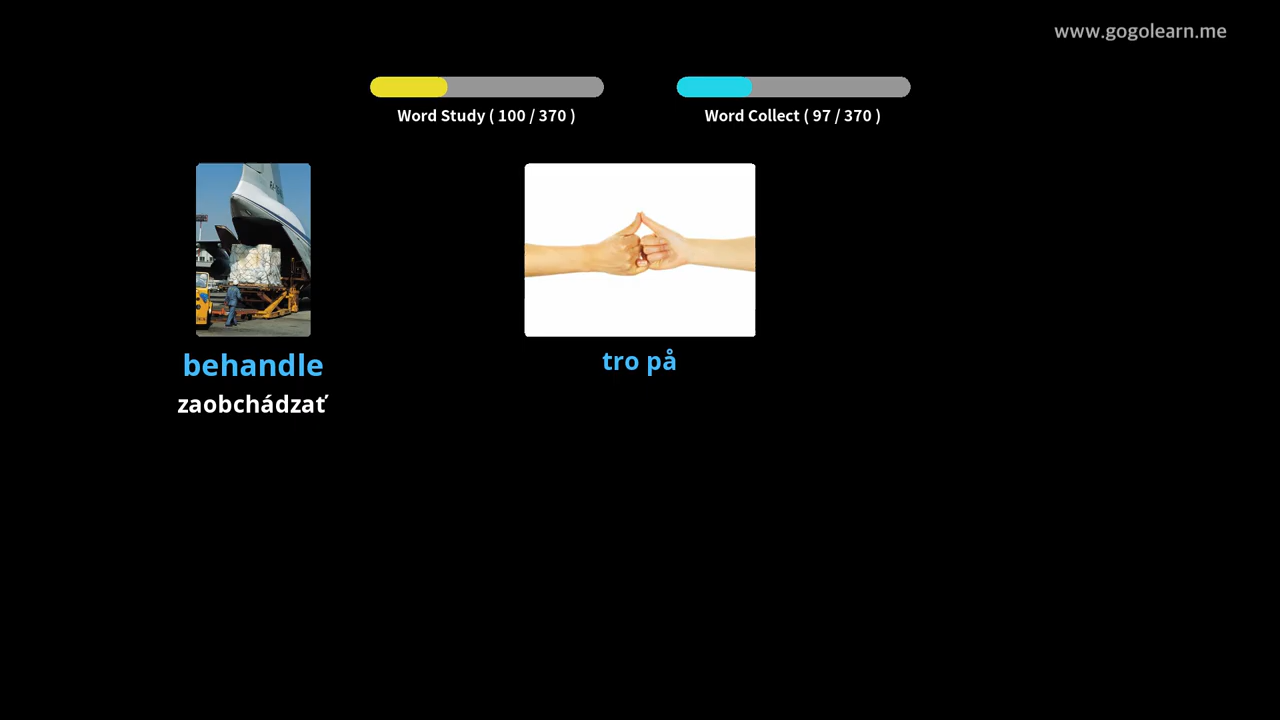 www.gogolearn.me
Word Study ( 100 / 370 )
Word Collect ( 97 / 370 )
behandle
tro på
zaobchádzať